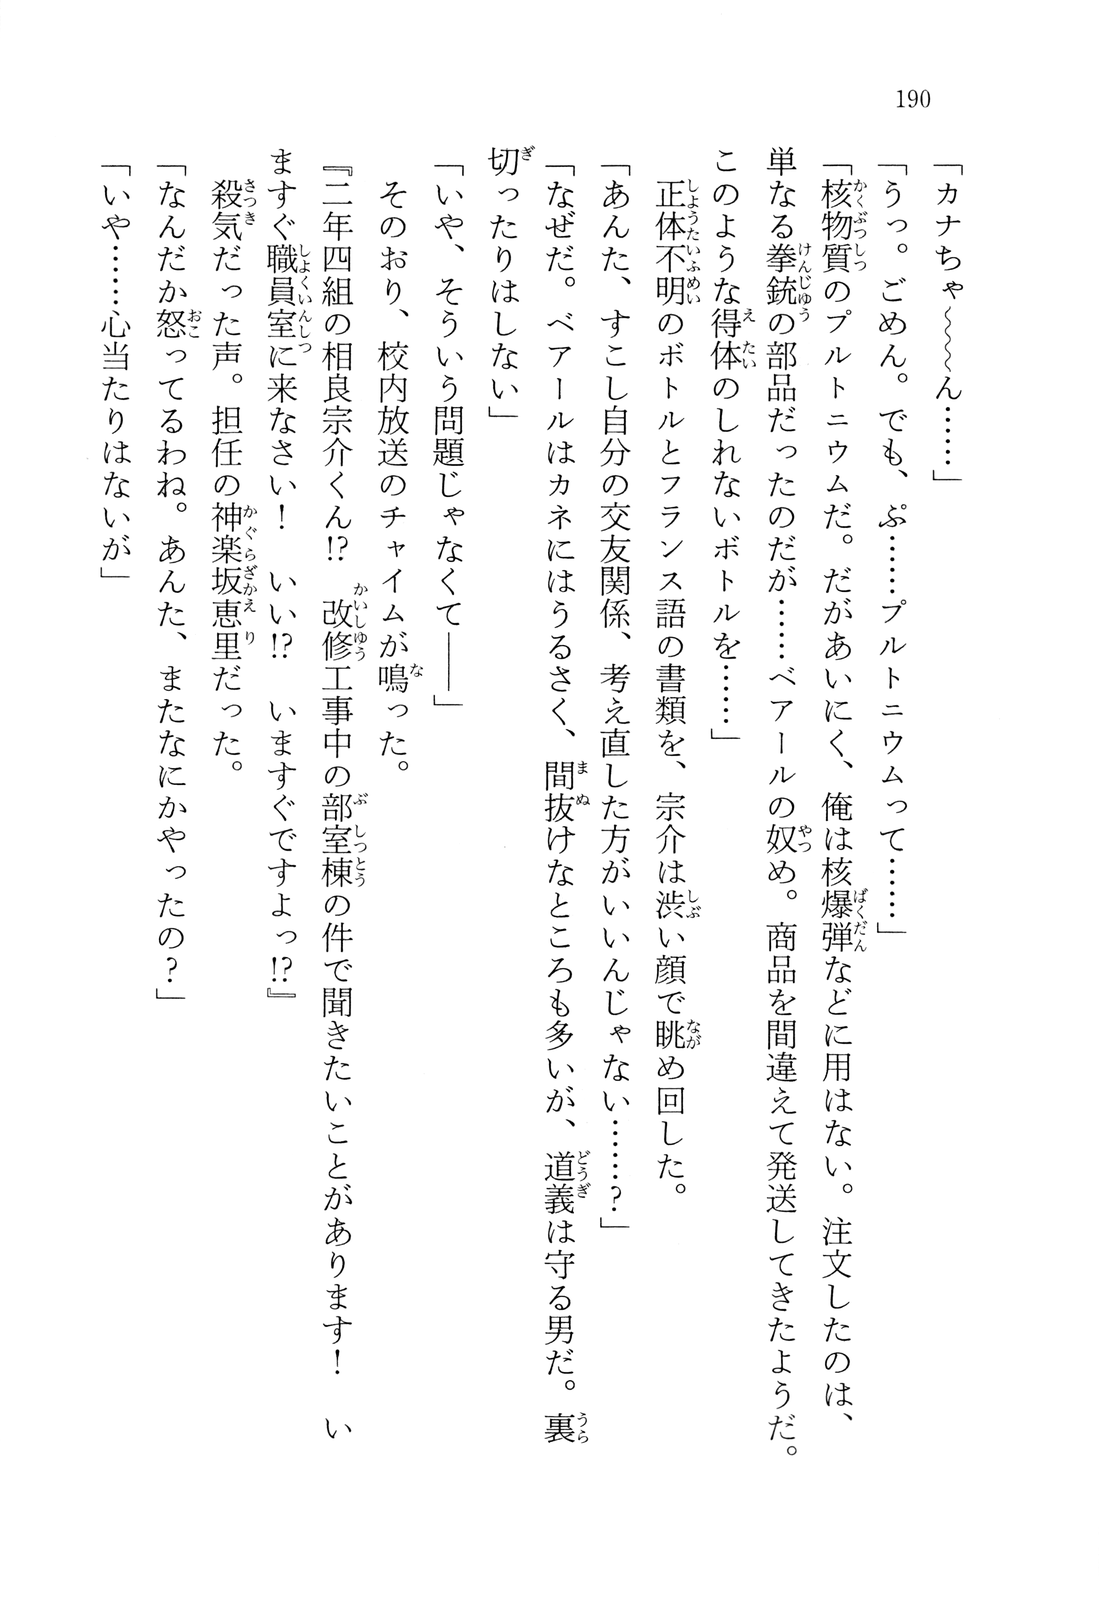 190
「カナちゃ～～～ん……」
「うっ。ごめん。でも、ぷ……プルトニウムって……」
「核物質のプルトニウムだ。だがあいにく、俺は核爆弾などに用はない。注文したのは、
単なる拳銃の部品だったのだが……ベアールの奴め。商品を間違えて発送してきたようだ。
このような得体のしれないボトルを……」
　正体不明のボトルとフランス語の書類を、宗介は渋い顔で眺め回した。
「あんた、すこし自分の交友関係、考え直した方がいいんじゃない……？」
「なぜだ。ベアールはカネにはうるさく、間抜けなところも多いが、道義は守る男だ。裏
切ったりはしない」
「いや、そういう問題じゃなくて――」
　そのおり、校内放送のチャイムが鳴った。
『二年四組の相良宗介くん!?　改修工事中の部室棟の件で聞きたいことがあります！　い
ますぐ職員室に来なさい！　いい!?　いますぐですよっ!?』
　殺気だった声。担任の神楽坂恵里だった。
「なんだか怒ってるわね。あんた、またなにかやったの？」
「いや……心当たりはないが」